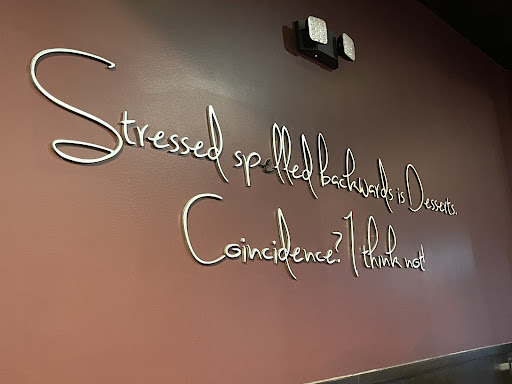 Stressed spelled backwards is Desserts.
Coincidence? I think not!